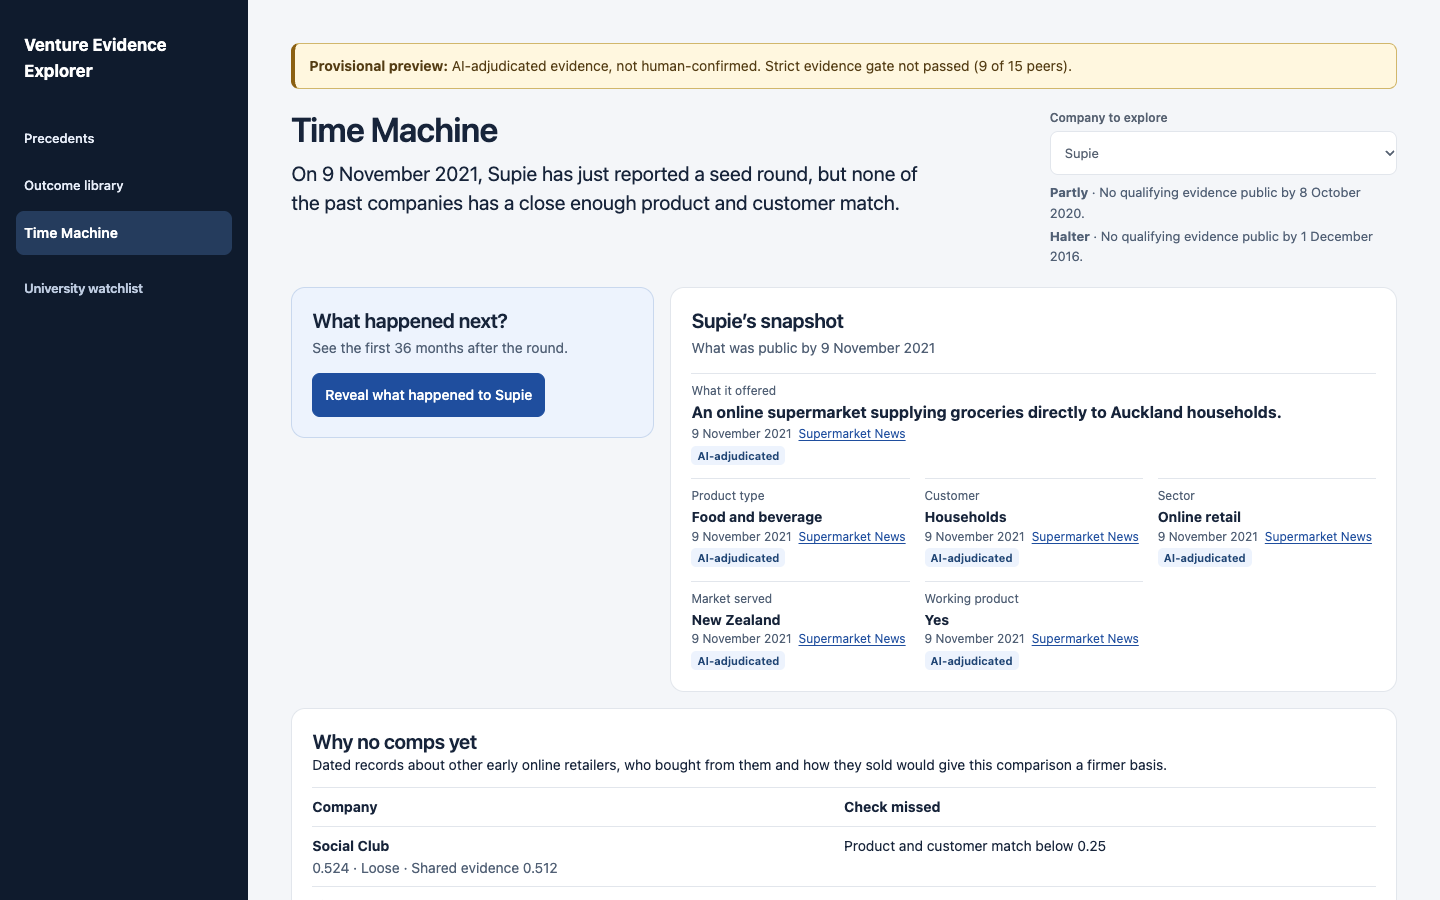 Venture Evidence
Explorer
Precedents
Outcome library
Time Machine
University watchlist
Provisional preview: AI-adjudicated evidence, not human-confirmed. Strict evidence gate not passed (9 of 15 peers).
Time Machine
On 9 November 2021, Supie has just reported a seed round, but none of
the past companies has a close enough product and customer match.
Company to explore
Supie
Partly · No qualifying evidence public by 8 October
2020.
Halter · No qualifying evidence public by 1 December
2016.
What happened next?
See the first 36 months after the round.
Reveal what happened to Supie
Supie’s snapshot
What was public by 9 November 2021
What it offered
An online supermarket supplying groceries directly to Auckland households.
9 November 2021 Supermarket News
AI-adjudicated
Product type
Food and beverage
9 November 2021 Supermarket News
AI-adjudicated
Customer
Households
9 November 2021 Supermarket News
AI-adjudicated
Sector
Online retail
9 November 2021 Supermarket News
AI-adjudicated
Market served
New Zealand
9 November 2021 Supermarket News
AI-adjudicated
Working product
Yes
9 November 2021 Supermarket News
AI-adjudicated
Why no comps yet
Dated records about other early online retailers, who bought from them and how they sold would give this comparison a firmer basis.
Company Check missed
Social Club Product and customer match below 0.25
0.524 · Loose · Shared evidence 0.512